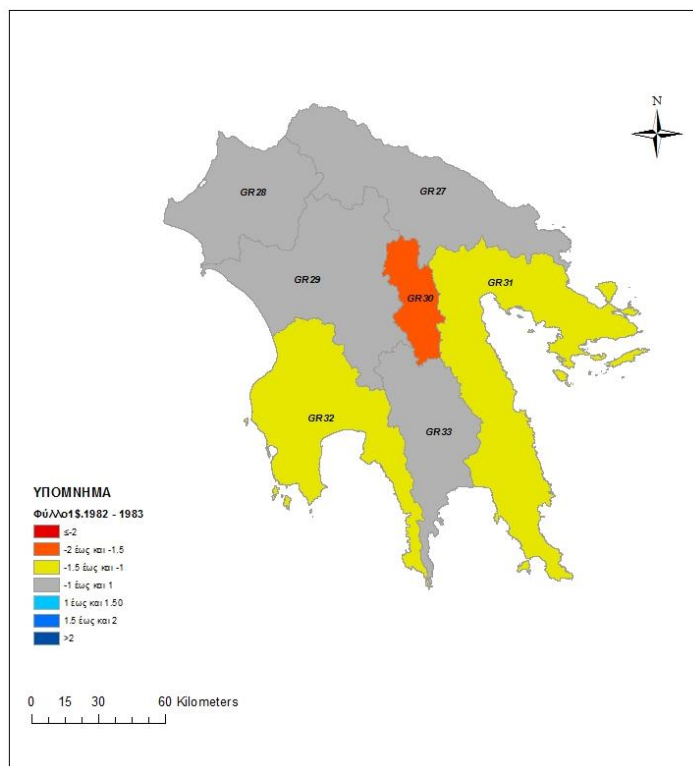 N
GR28
GR27
GR29
GR30
GR31
GR32
GR33
ΥΠΟΜΝΗΜΑ
Φύλλο1$.1982 - 1983
≤-2
-2 έως και -1.5
-1.5 έως και -1
-1 έως και 1
1 έως και 1.50
1.5 έως και 2
>2
0 15 30 60 Kilometers